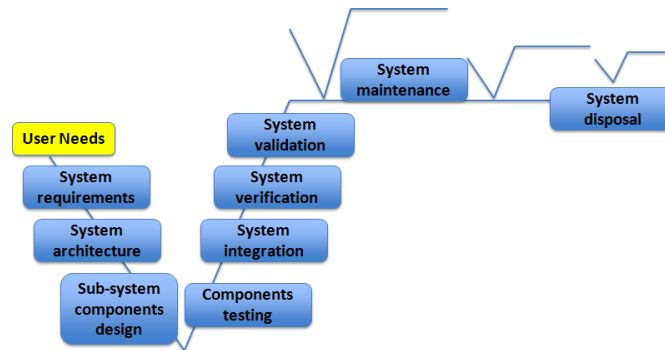 User Needs
System
requirements
System
architecture
Sub-system
components
design
Components
testing
System
integration
System
verification
System
validation
System
maintenance
System
disposal